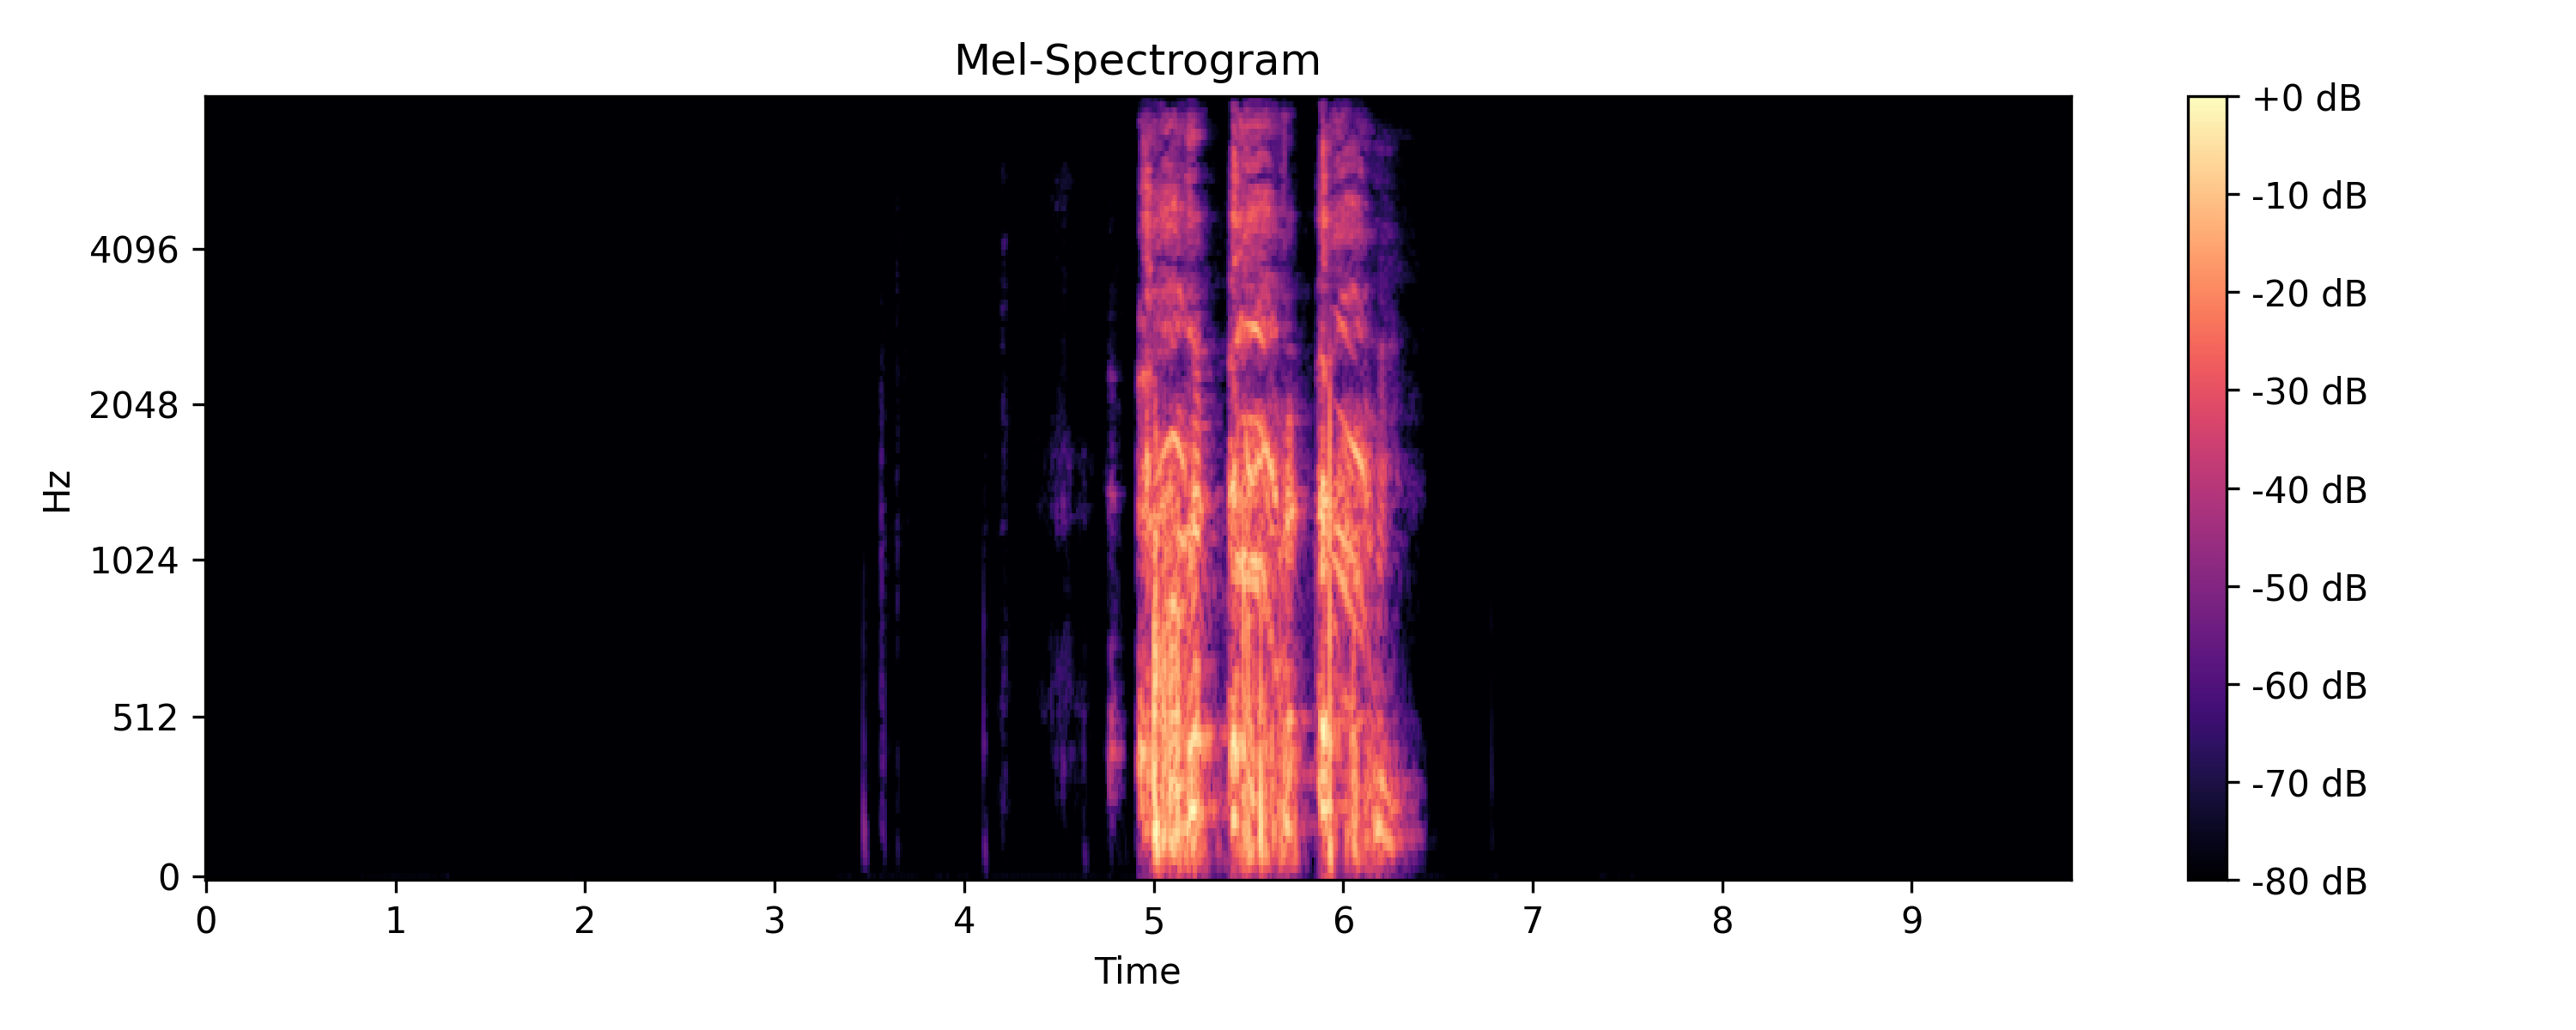 Mel-Spectrogram
+0 dB
-10 dB
-20 dB
-30 dB
-40 dB
-50 dB
-60 dB
-70 dB
-80 dB
Hz
4096
2048
1024
512
0
0 1 2 3 4 5 6 7 8 9
Time